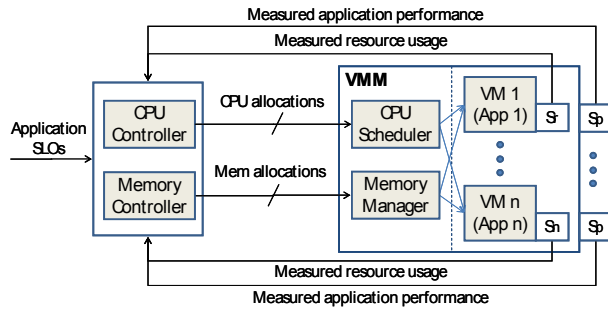 Measured application performance
Measured resource usage
VMM
Application
SLOs
CPU
Controller
CPU allocations
CPU
Scheduler
VM 1
(App 1)
Sr
Sp
Memory
Controller
Mem allocations
Memory
Manager
VM n
(App n)
Sn
Sp
Measured resource usage
Measured application performance